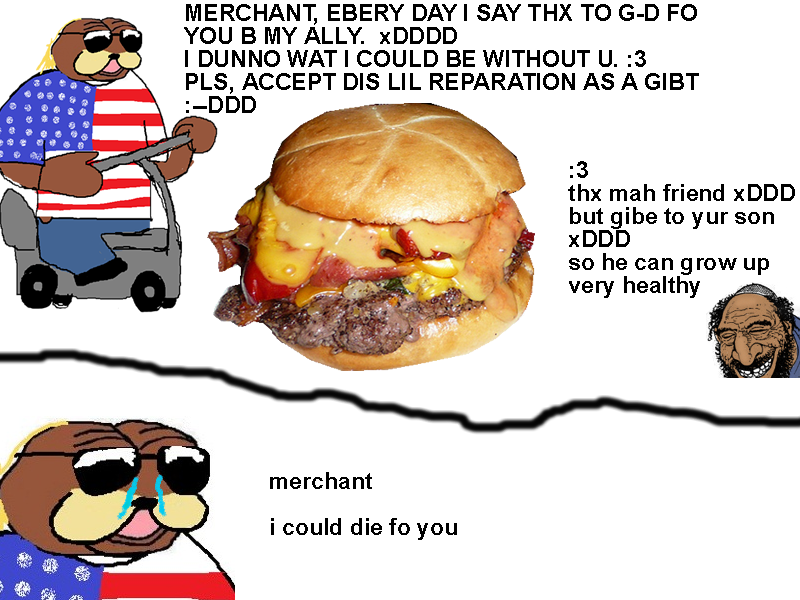 MERCHANT, EBERY DAY I SAY THX TO G-D FO
YOU B MY ALLY.  xDDDD
I DUNNO WAT I COULD BE WITHOUT U. :3
PLS, ACCEPT DIS LIL REPARATION AS A GIBT
:--DDD
:3
thx mah friend xDDD
but gibe to yur son
xDDD
so he can grow up
very healthy
merchant
i could die fo you